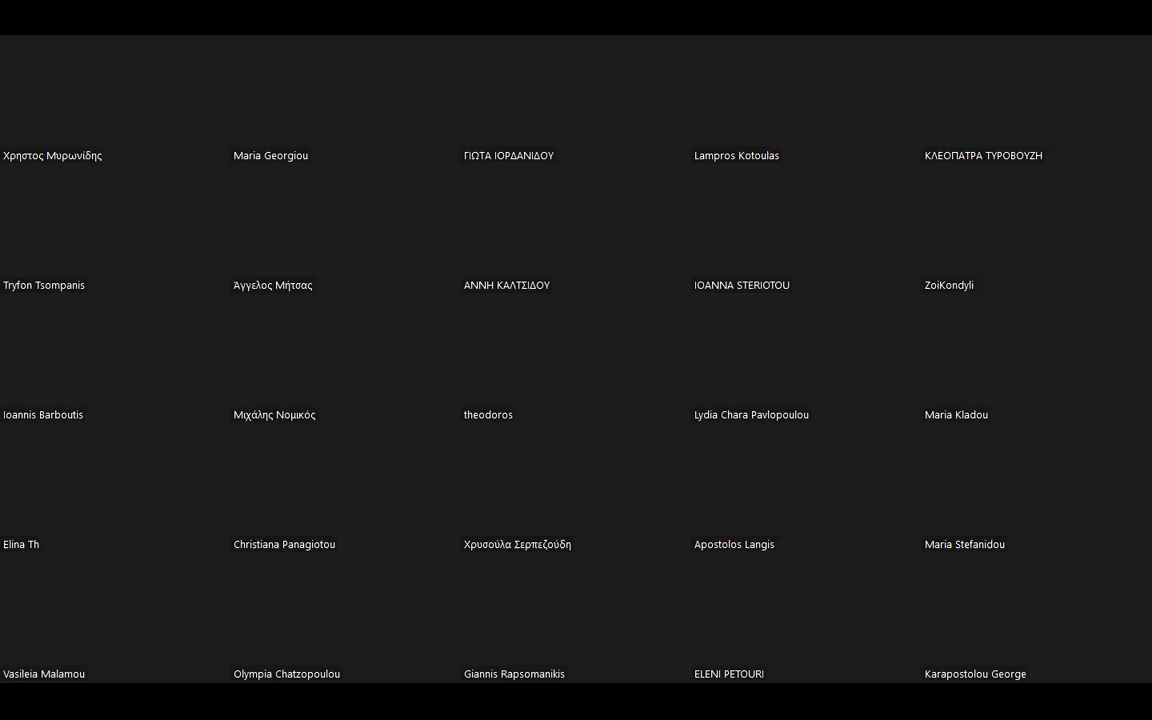 Χρηστος Μυρωνίδης
Maria Georgiou
ΓΙΩΤΑ ΙΟΡΔΑΝΙΔΟΥ
Lampros Kotoulas
ΚΛΕΟΠΑΤΡΑ ΤΥΡΟΒΟΥΖΗ
Tryfon Tsompanis
Άγγελος Μήτσας
ΑΝΝΗ ΚΑΛΤΣΙΔΟΥ
IOANNA STERIOTOU
ZoiKondyli
Ioannis Barboutis
Μιχάλης Νομικός
theodoros
Lydia Chara Pavlopoulou
Maria Kladou
Elina Th
Christiana Panagiotou
Χρυσούλα Σερπεζούδη
Apostolos Langis
Maria Stefanidou
Vasileia Malamou
Olympia Chatzopoulou
Giannis Rapsomanikis
ELENI PETOURI
Karapostolou George